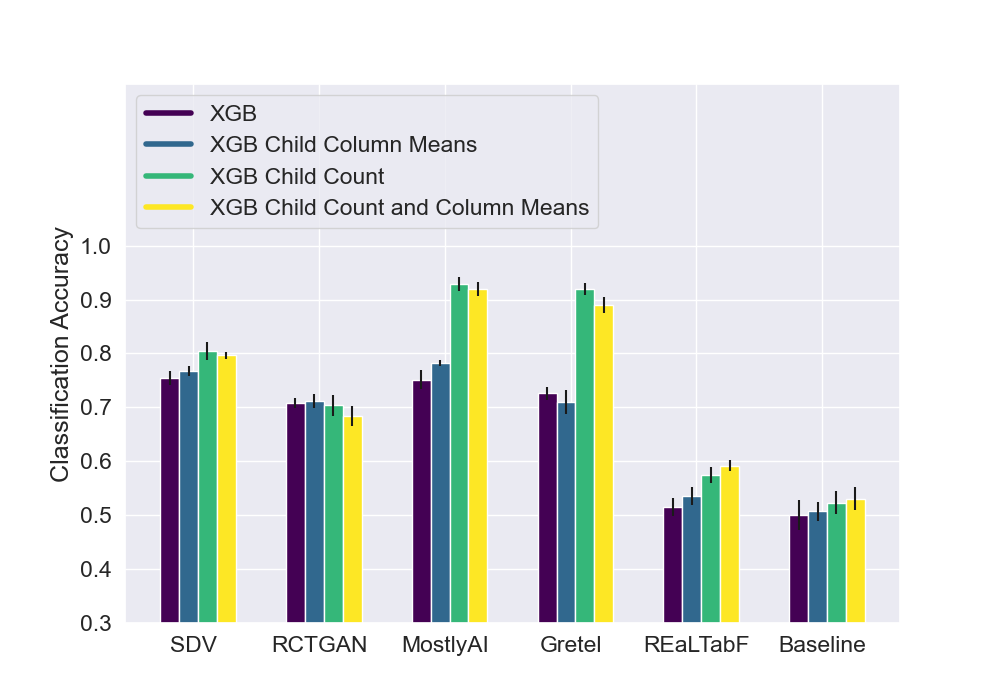 XGB
XGB Child Column Means
XGB Child Count
XGB Child Count and Column Means
Classification Accuracy
1.0
0.9
0.8
0.7
0.6
0.5
0.4
0.3
SDV RCTGAN MostlyAI Gretel REaLTabF Baseline